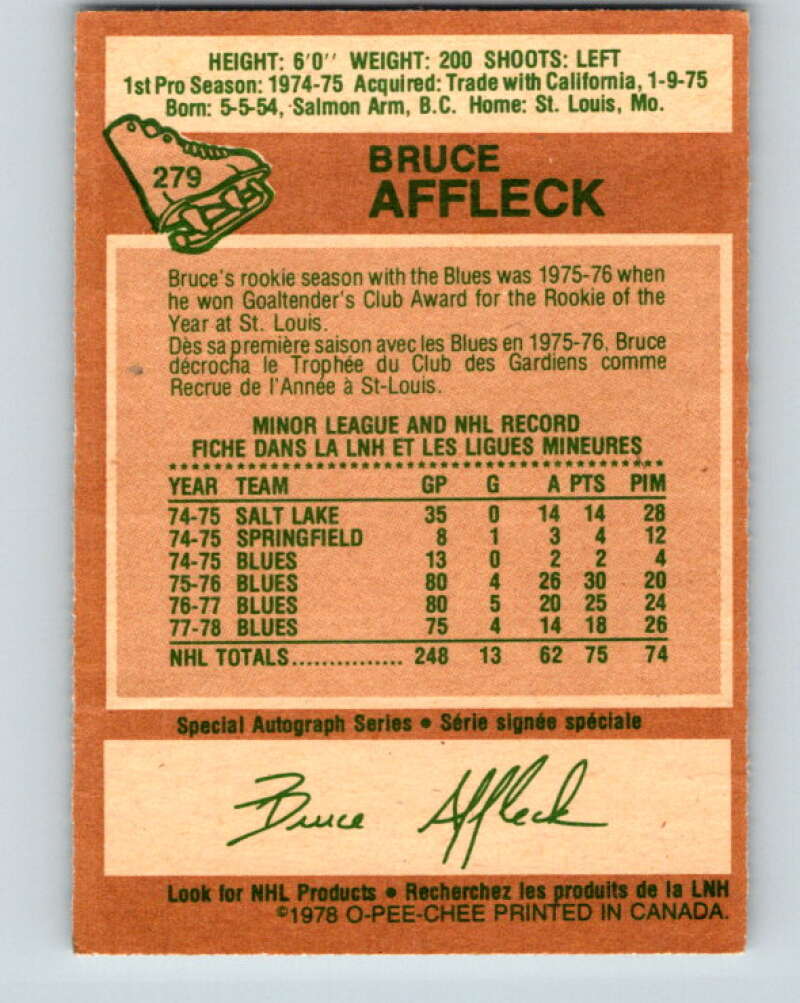 HEIGHT: 6'0'' WEIGHT: 200 SHOOTS: LEFT
1st Pro Season: 1974-75 Acquired: Trade with California, 1-9-75
Born: 5-5-54, Salmon Arm, B.C. Home: St. Louis, Mo.
279
BRUCE
AFFLECK
Bruce's rookie season with the Blues was 1975-76 when
he won Goaltender's Club Award for the Rookie of the
Year at St. Louis.
Dès sa première saison avec les Blues en 1975-76, Bruce
décrocha le Trophée du Club des Gardiens comme
Recrue de l'Année à St-Louis.
MINOR LEAGUE AND NHL RECORD
FICHE DANS LA LNH ET LES LIGUES MINEURES
YEAR TEAM GP G A PTS PIM
74-75 SALT LAKE 35 0 14 14 28
74-75 SPRINGFIELD 8 1 3 4 12
74-75 BLUES 13 0 2 2 4
75-76 BLUES 80 4 26 30 20
76-77 BLUES 80 5 20 25 24
77-78 BLUES 75 4 14 18 26
NHL TOTALS................ 248 13 62 75 74
Special Autograph Series • Série signée spéciale
Bruce Affleck
Look for NHL Products • Recherchez les produits de la LNH
©1978 O-PEE-CHEE PRINTED IN CANADA.